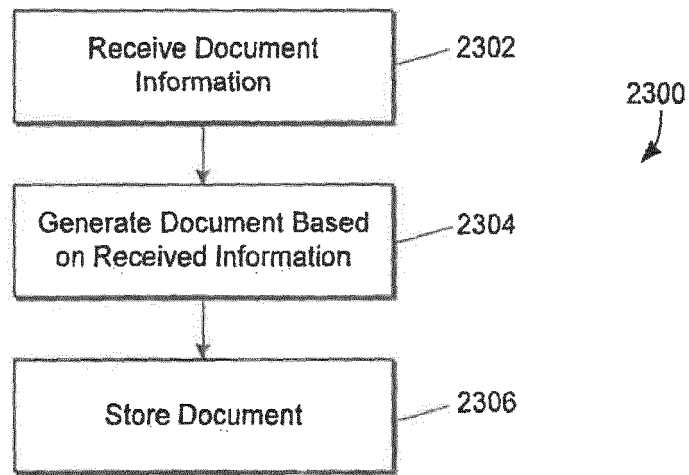 Receive Document
Information
2302
2300
Generate Document Based
on Received Information
2304
Store Document
2306